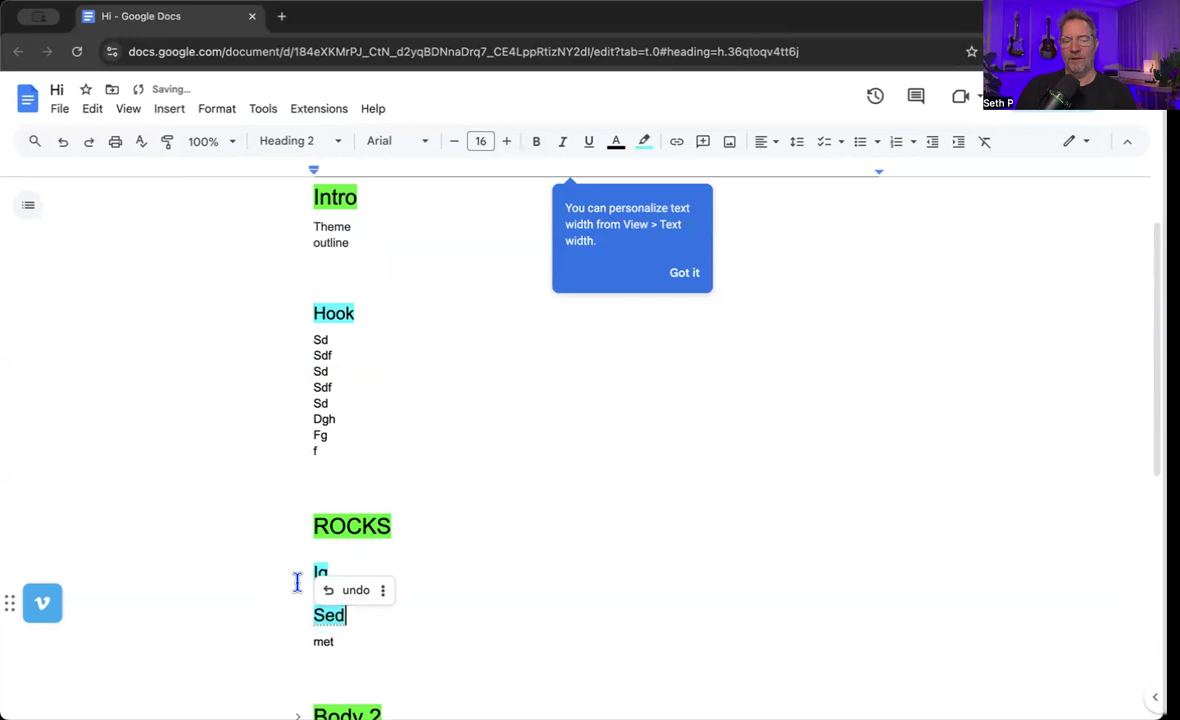 Hi - Google Docs
docs.google.com/document/d/184eXKMrPJ_CtN_d2yqBDNnaDrq7_CE4LppRtizNY2dI/edit?tab=t.0#heading=h.36qtoqv4tt6j
Seth P
Hi
Saving...
File Edit View Insert Format Tools Extensions Help
100% Heading 2 Arial 16 B I U A
You can personalize text
width from View > Text
width.
Got it
Intro
Theme
outline
Hook
Sd
Sdf
Sd
Sdf
Sd
Dgh
Fg
f
ROCKS
undo
Sed
met
Body 2